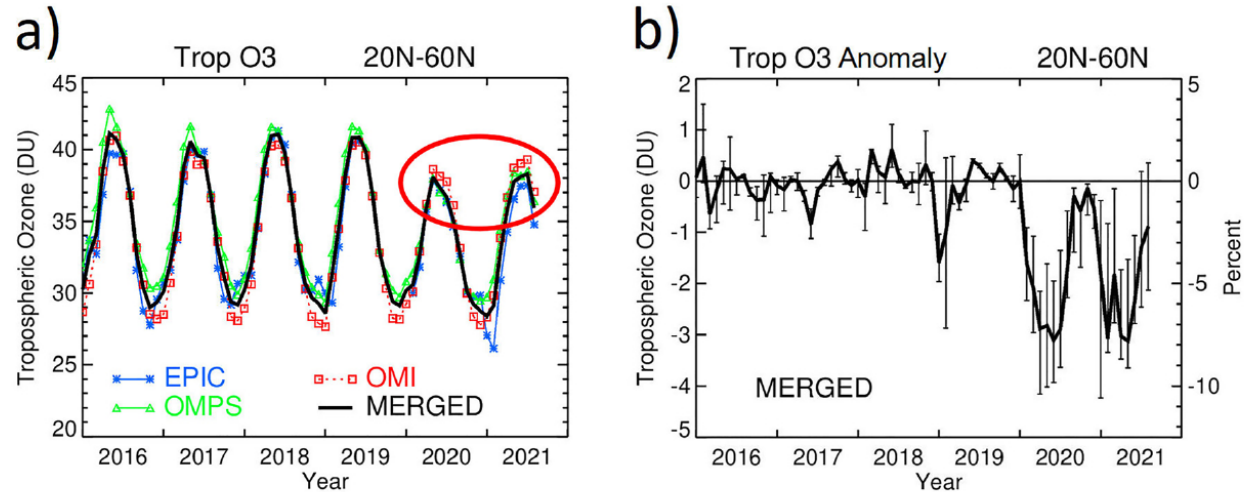 a)
Trop O3 20N-60N
Tropospheric Ozone (DU)
45
40
35
30
25
20
EPIC
OMI
OMPS
MERGED
2016 2017 2018 2019 2020 2021
Year
b)
Trop O3 Anomaly 20N-60N
Tropospheric Ozone (DU)
2
1
0
-1
-2
-3
-4
-5
MERGED
2016 2017 2018 2019 2020 2021
Year
5
0
-5
-10
Percent